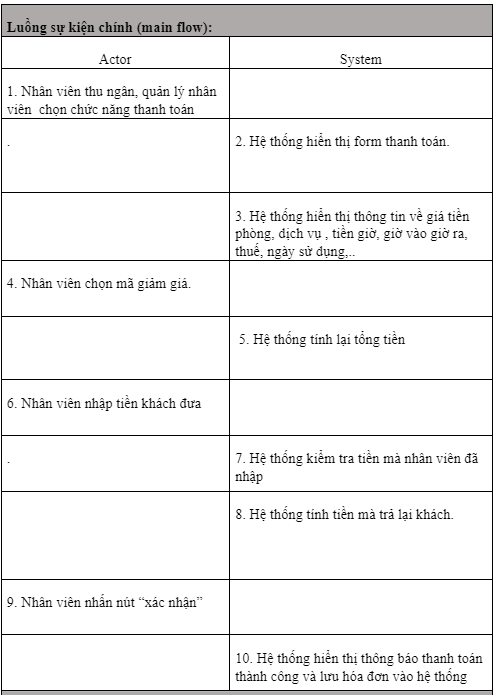 Luồng sự kiện chính (main flow):
Actor System
1. Nhân viên thu ngân, quản lý nhân
viên chọn chức năng thanh toán
.
2. Hệ thống hiển thị form thanh toán.
3. Hệ thống hiển thị thông tin về giá tiền
phòng, dịch vụ , tiền giờ, giờ vào giờ ra,
thuế, ngày sử dụng,..
4. Nhân viên chọn mã giảm giá.
5. Hệ thống tính lại tổng tiền
6. Nhân viên nhập tiền khách đưa
.
7. Hệ thống kiểm tra tiền mà nhân viên đã
nhập
8. Hệ thống tính tiền mà trả lại khách.
9. Nhân viên nhấn nút “xác nhận”
10. Hệ thống hiển thị thông báo thanh toán
thành công và lưu hóa đơn vào hệ thống